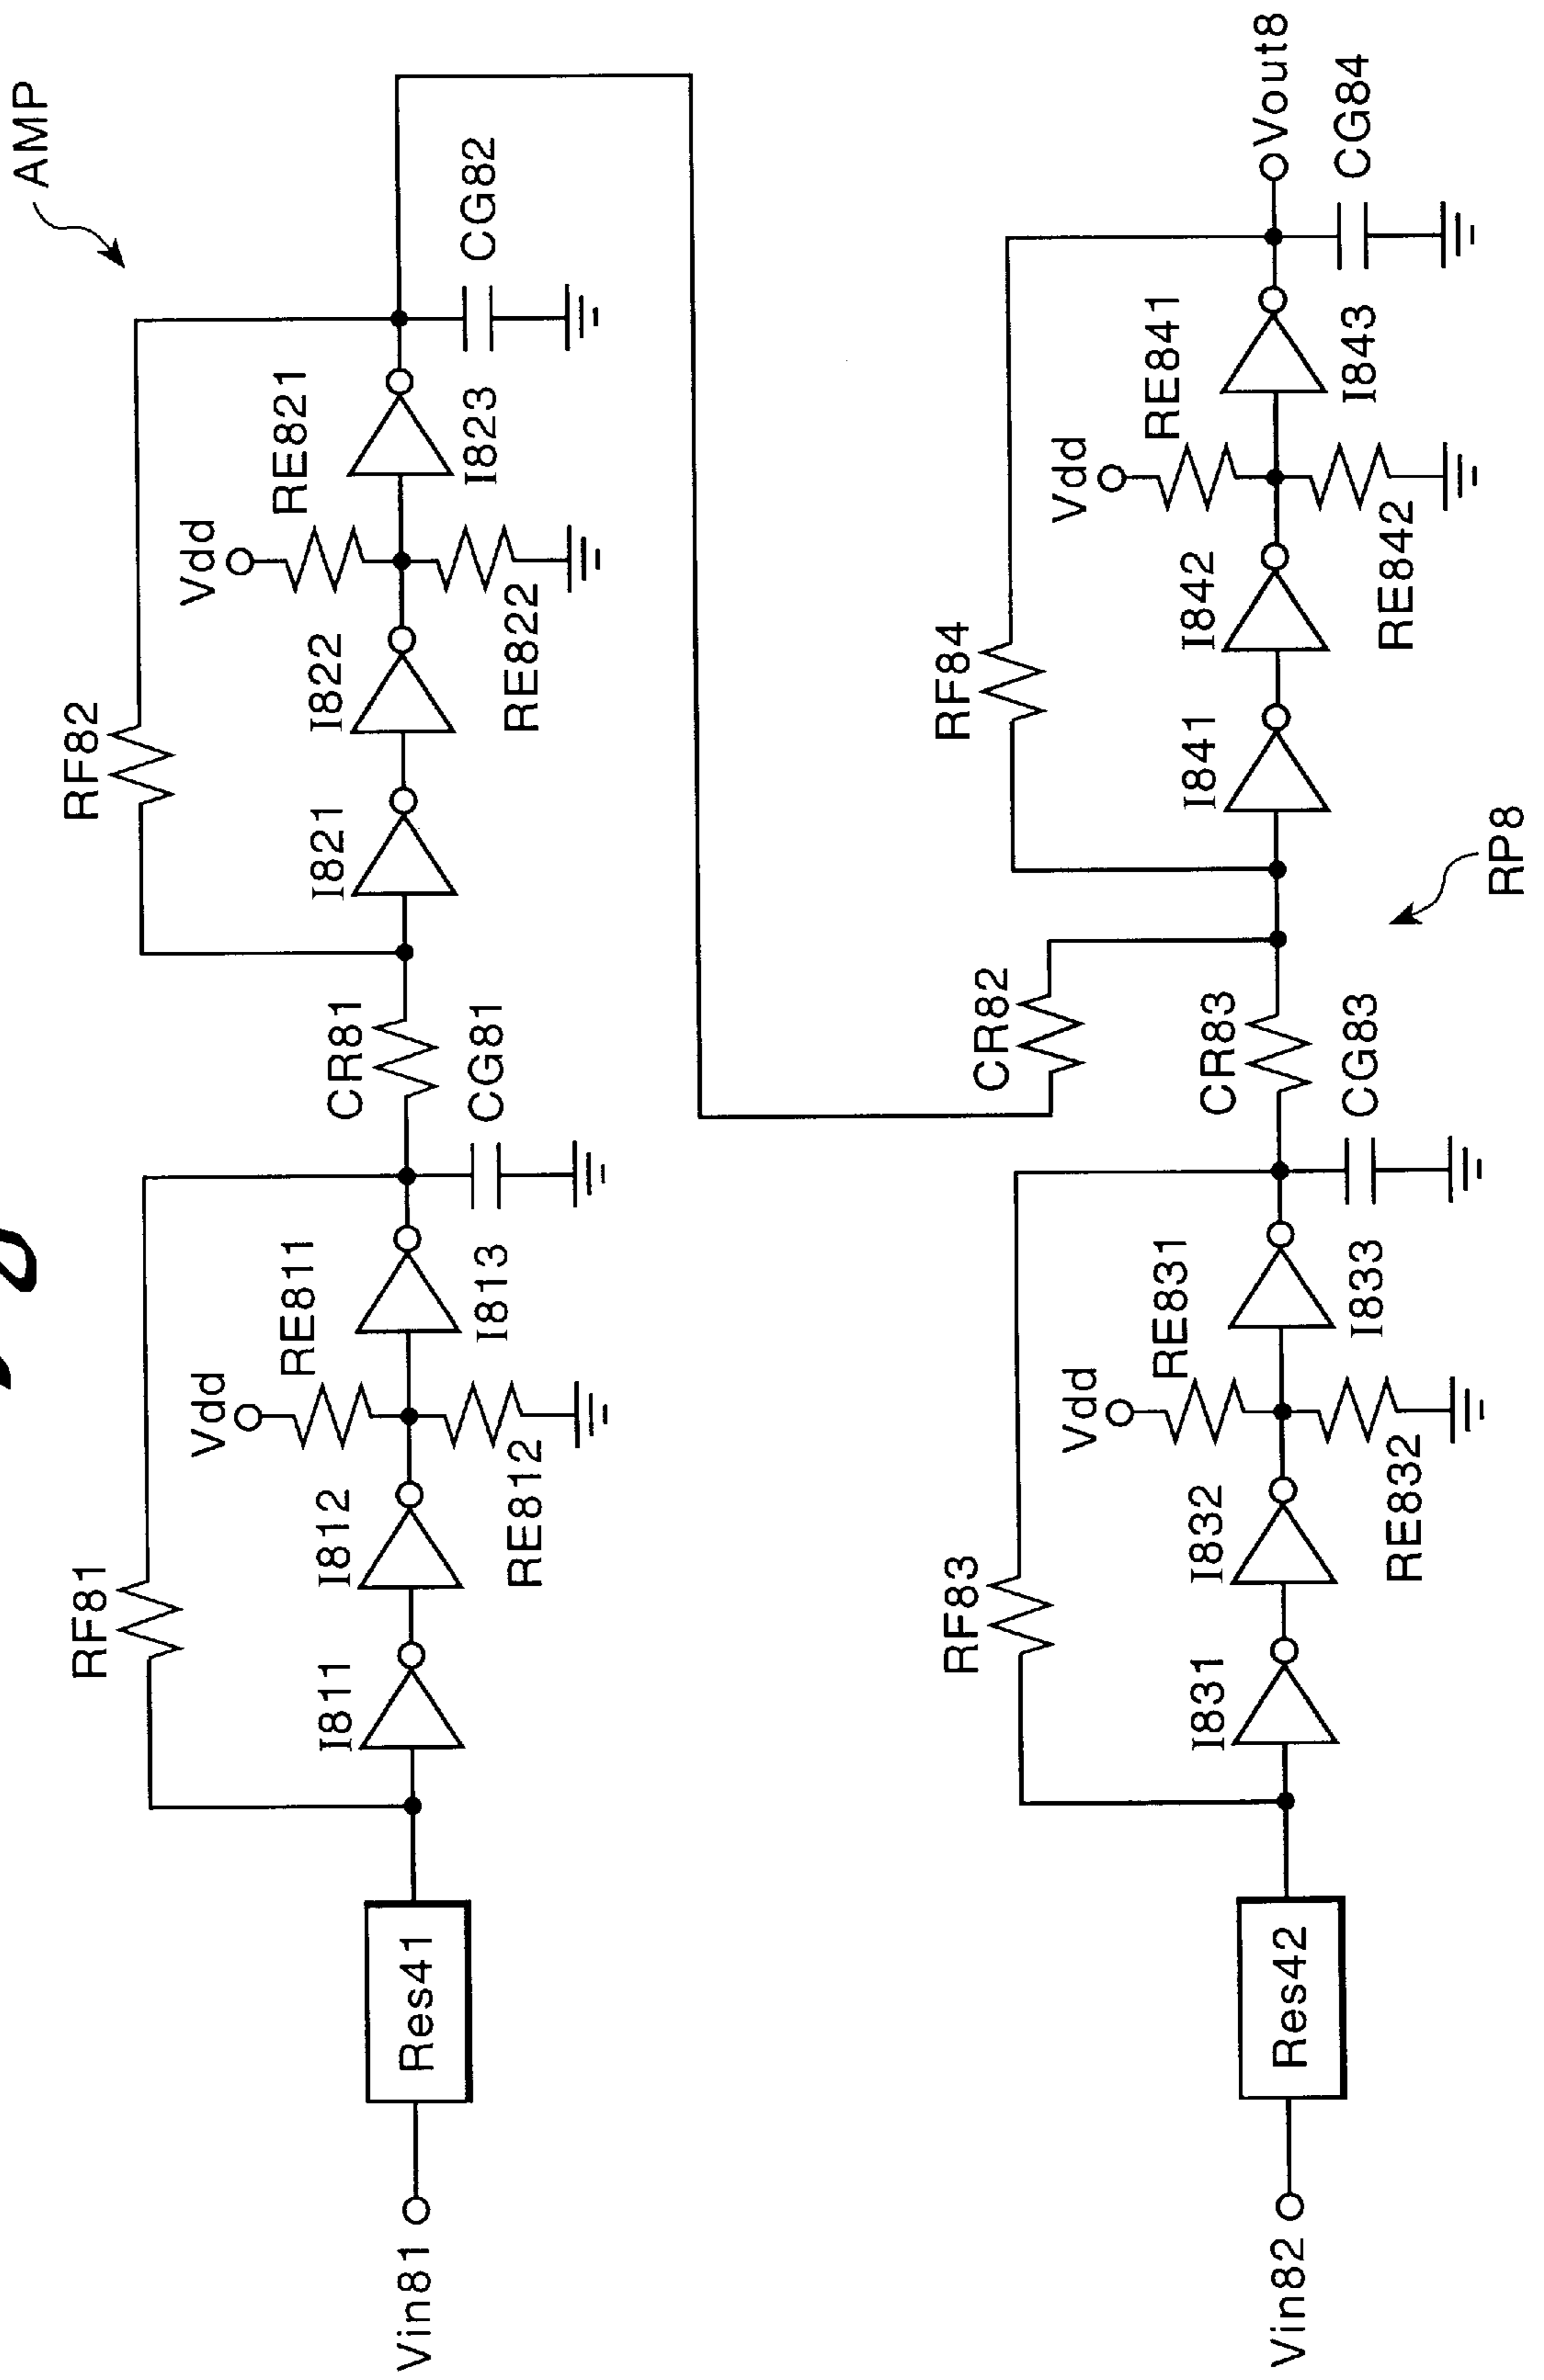 AMP
RF81
RF82
Vdd
RE811
Vdd
RE821
I811
I812
CR81
I821
I822
Vin81
Res41
I813
CG81
I823
CG82
RE812
RE822
RF83
CR82
RF84
Vdd
RE831
Vdd
RE841
I831
I832
CR83
I841
I842
Vout8
Vin82
Res42
I833
CG83
I843
CG84
RE832
RE842
RP8